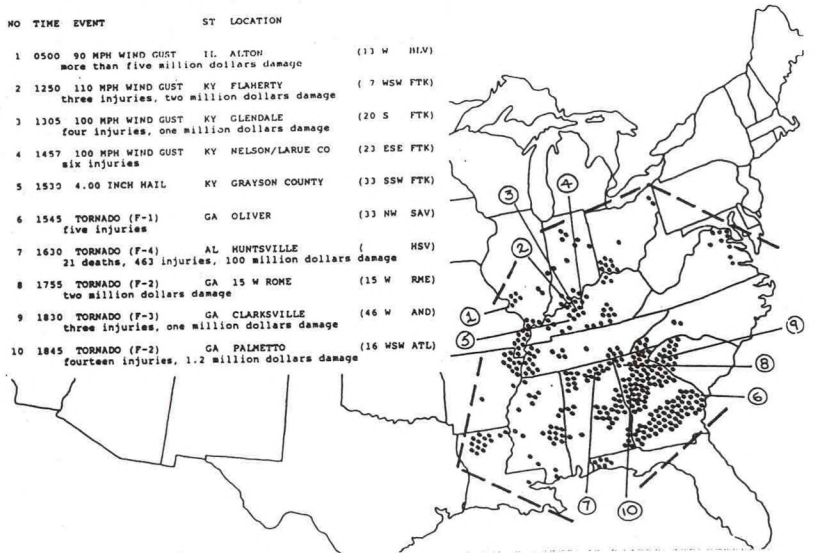 NO TIME EVENT ST LOCATION
1 0500 90 MPH WIND GUST IL ALTON (13 W BLV)
more than five million dollars damage
2 1250 110 MPH WIND GUST KY FLAHERTY ( 7 WSW FTK)
three injuries, two million dollars damage
3 1305 100 MPH WIND GUST KY GLENDALE (20 S FTK)
four injuries, one million dollars damage
4 1457 100 MPH WIND GUST KY NELSON/LARUE CO (23 ESE FTK)
six injuries
5 1530 4.00 INCH HAIL KY GRAYSON COUNTY (33 SSW FTK)
6 1545 TORNADO (F-1) GA OLIVER (33 NW SAV)
five injuries
7 1630 TORNADO (F-4) AL HUNTSVILLE ( HSV)
21 deaths, 463 injuries, 100 million dollars damage
8 1755 TORNADO (F-2) GA 15 W ROME (15 W RME)
two million dollars damage
9 1830 TORNADO (F-3) GA CLARKSVILLE (46 W AND)
three injuries, one million dollars damage
10 1845 TORNADO (F-2) GA PALMETTO (16 WSW ATL)
fourteen injuries, 1.2 million dollars damage
3
4
2
1
5
9
8
6
7
10